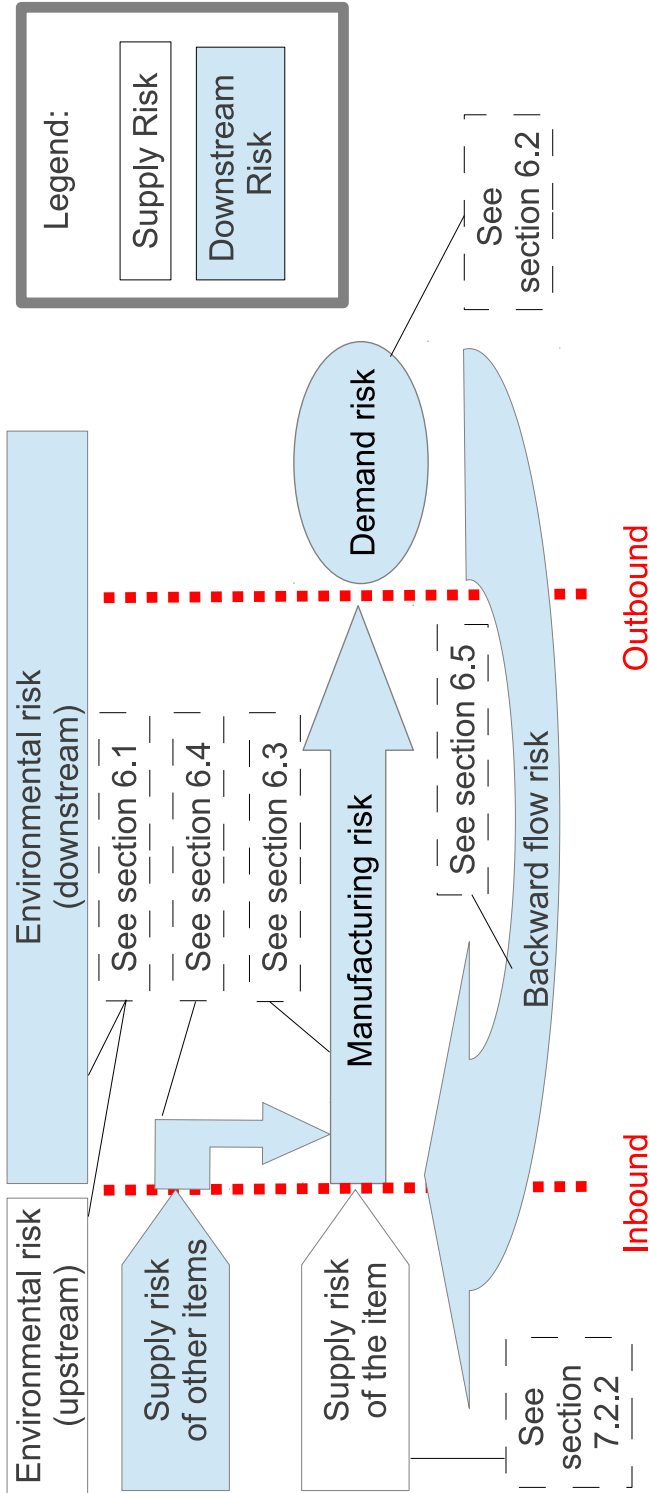 Legend:
Supply Risk
Downstream
Risk
Environmental risk
(upstream)
Environmental risk
(downstream)
See section 6.1
Supply risk
of other items
See section 6.4
See section 6.3
Supply risk
of the item
Manufacturing risk
Demand risk
See section 6.5
Backward flow risk
See
section
7.2.2
See
section 6.2
Inbound
Outbound